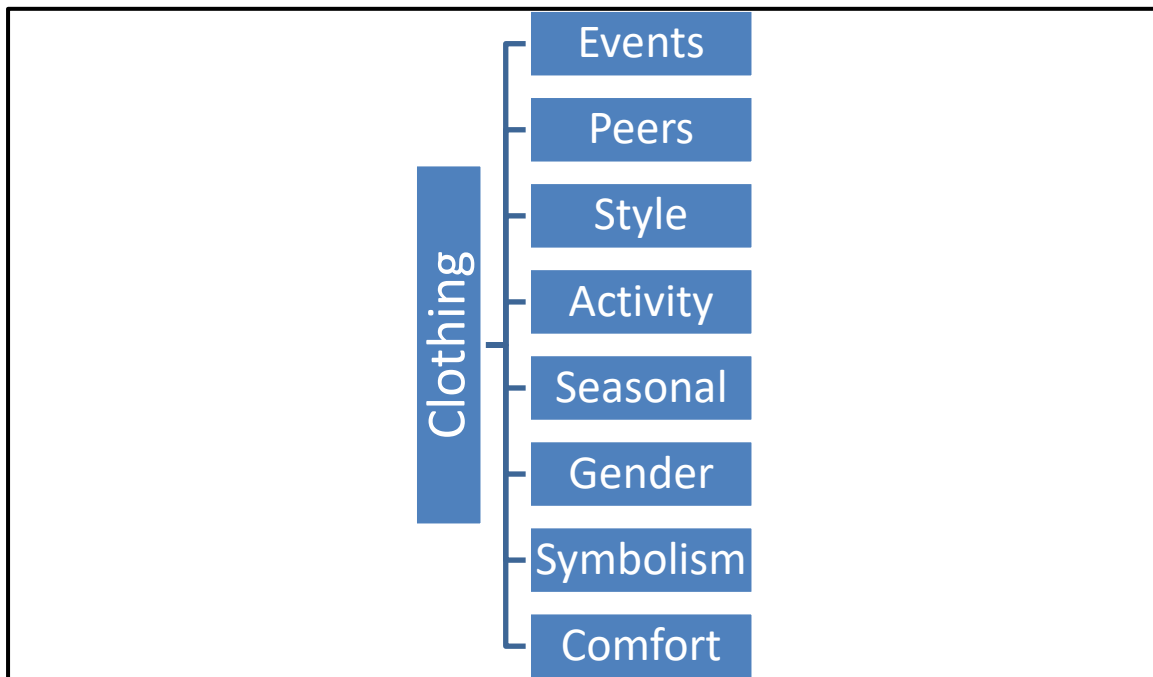 Clothing
Events
Peers
Style
Activity
Seasonal
Gender
Symbolism
Comfort